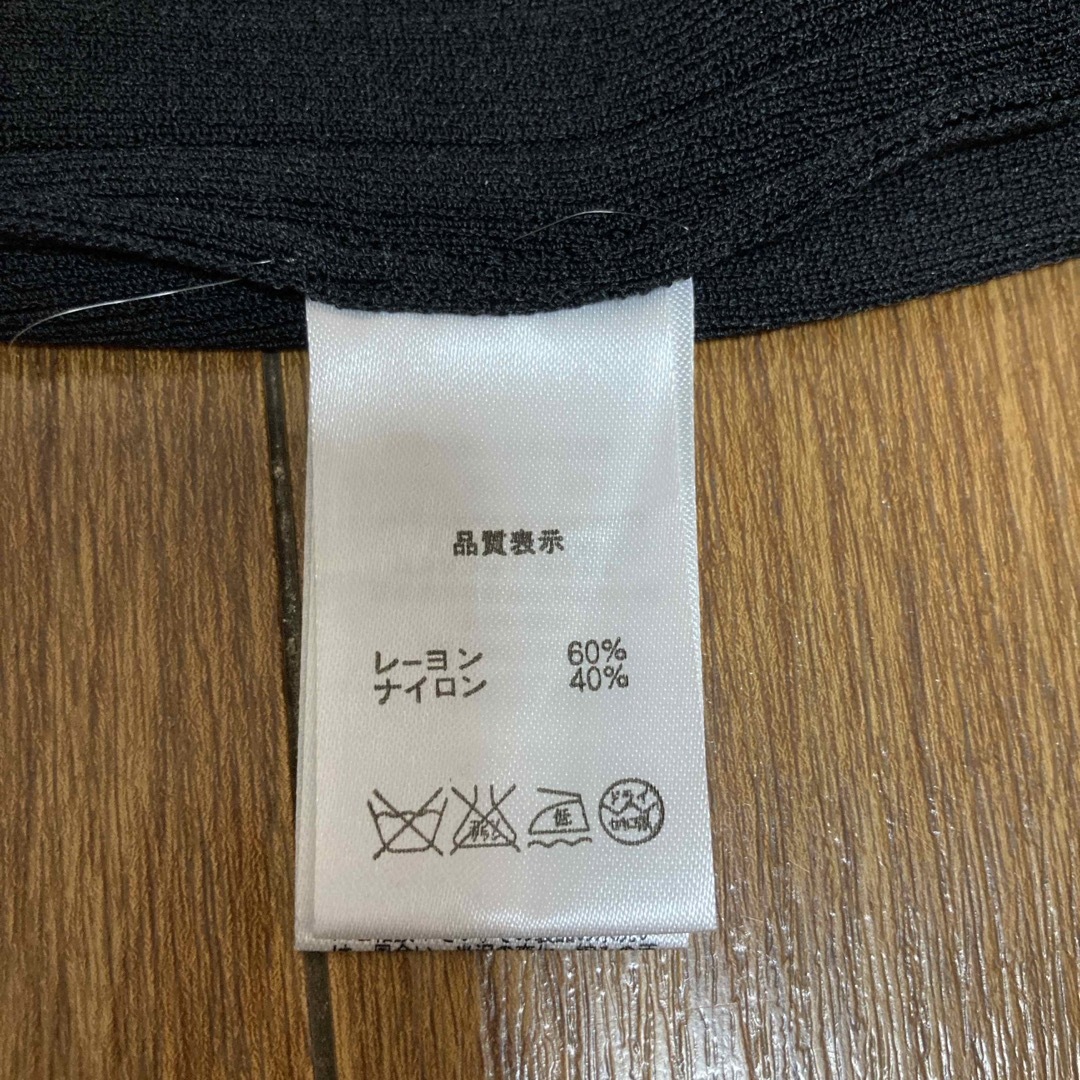 品質表示
レーヨン 60%
ナイロン 40%
低
ドライ